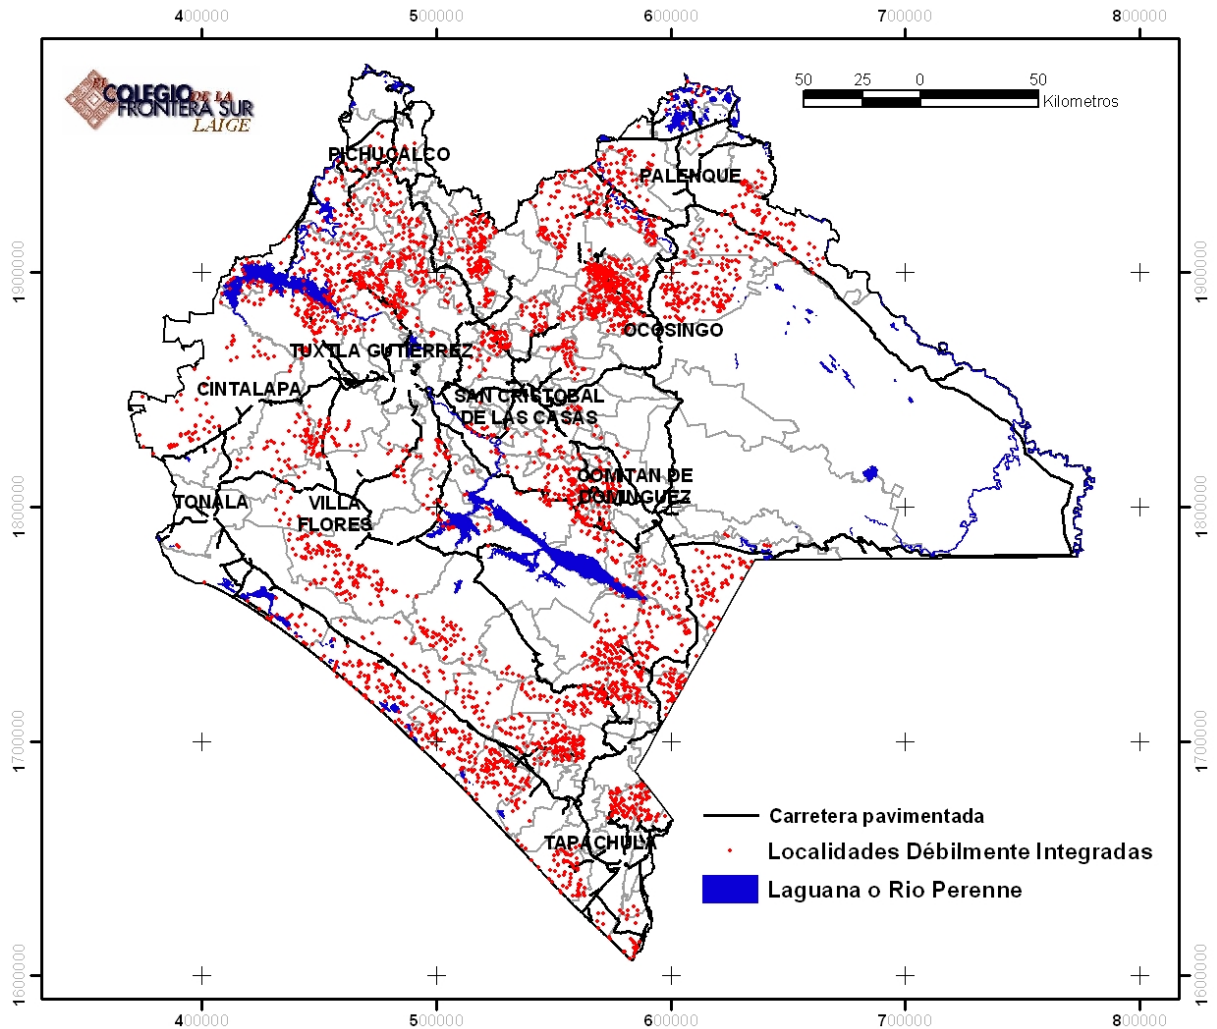 400000 500000 600000 700000 800000
EL
COLEGIO DE LA
FRONTERA SUR
LAIGE
50 25 0 50
Kilometros
PICHUCALCO
PALENQUE
1900000
1900000
OCOSINGO
TUXTLA GUTIERREZ
CINTALAPA
SAN CRISTOBAL
DE LAS CASAS
COMITAN DE
DOMINGUEZ
TONALA
VILLA
FLORES
1800000
1800000
1700000
1700000
Carretera pavimentada
Localidades Débilmente Integradas
Laguana o Rio Perenne
TAPACHULA
1600000
1600000
400000 500000 600000 700000 800000